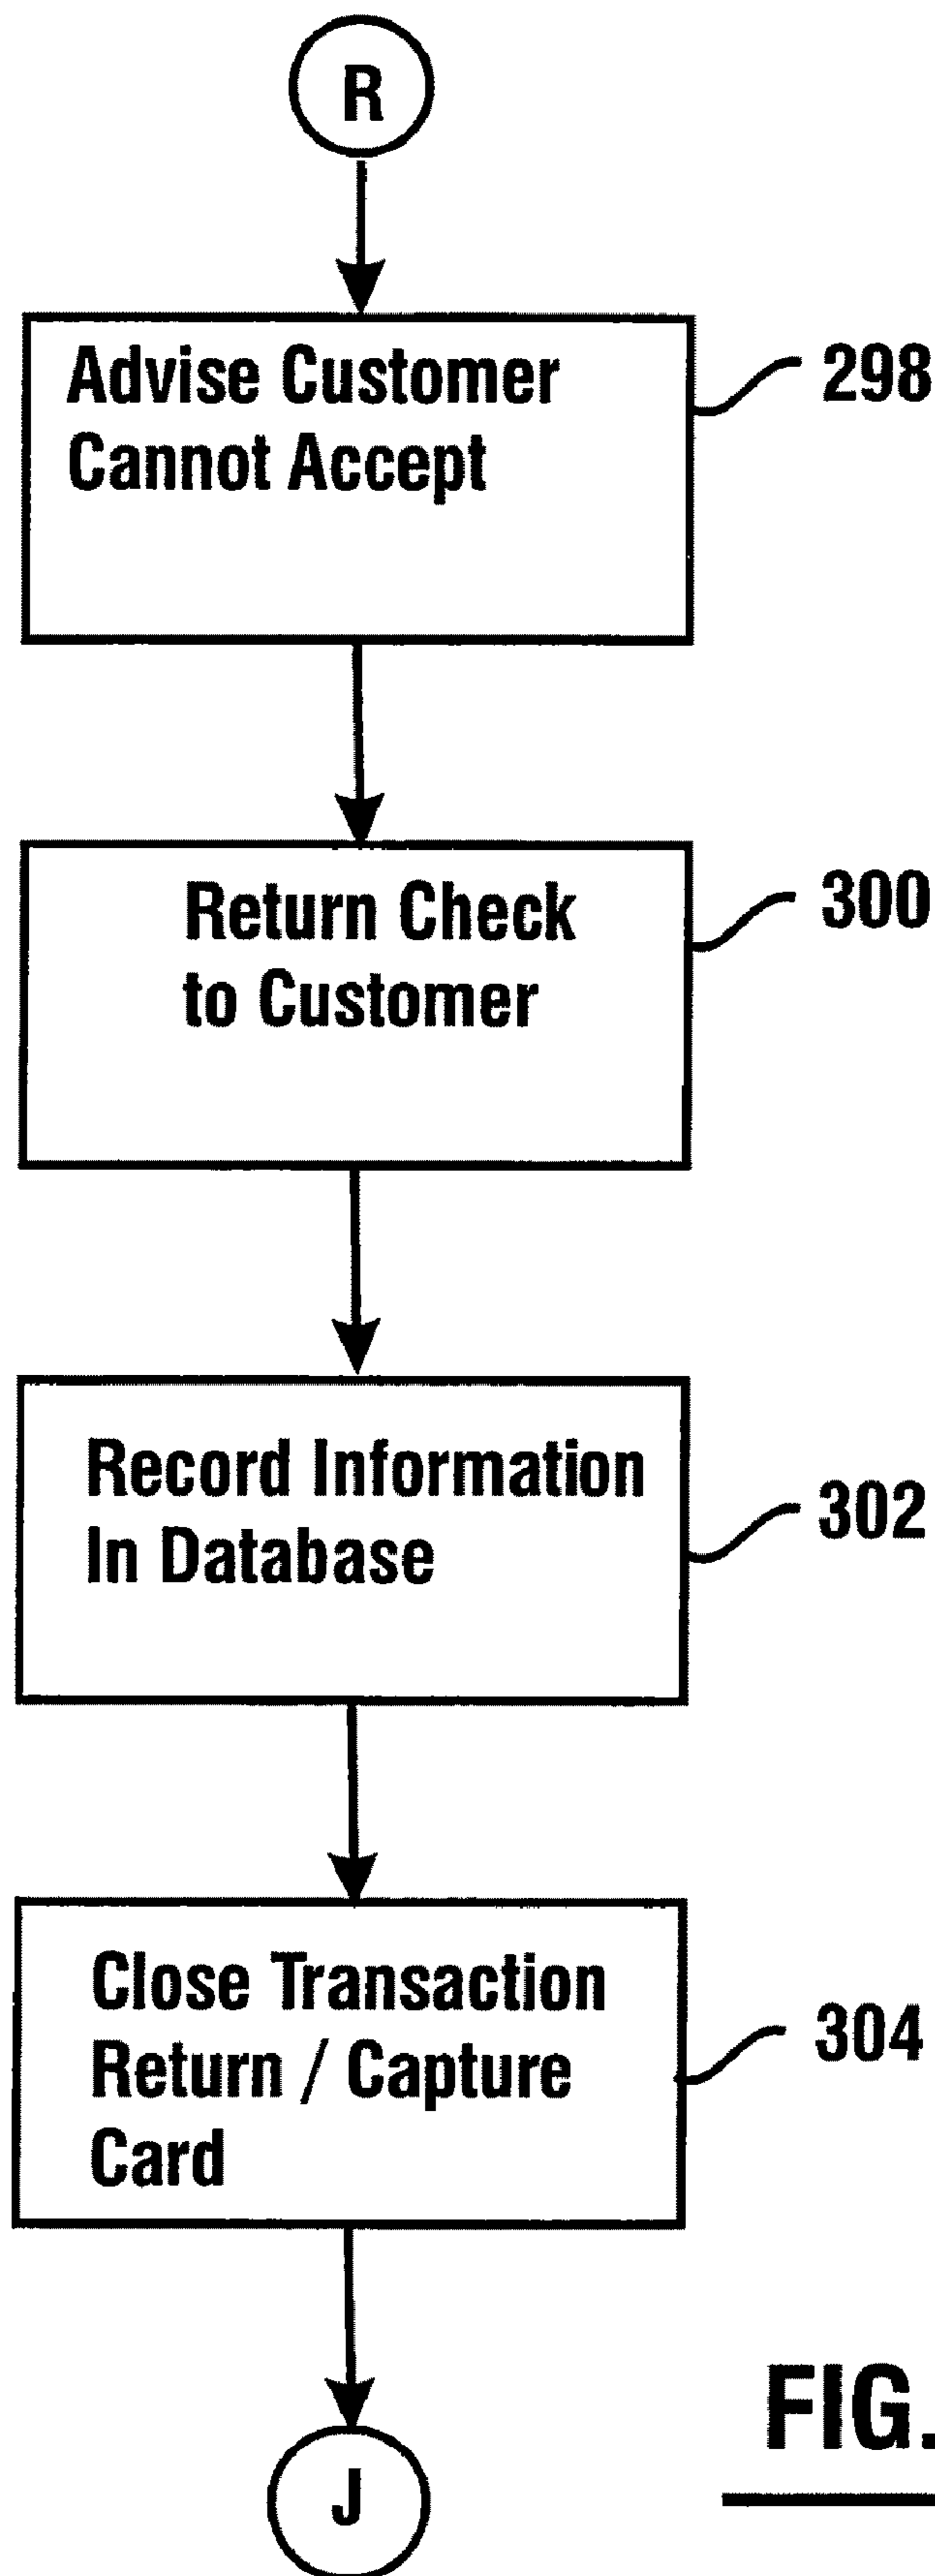 R
Advise Customer
Cannot Accept
298
Return Check
to Customer
300
Record Information
In Database
302
Close Transaction
Return / Capture
Card
304
FIG.
J